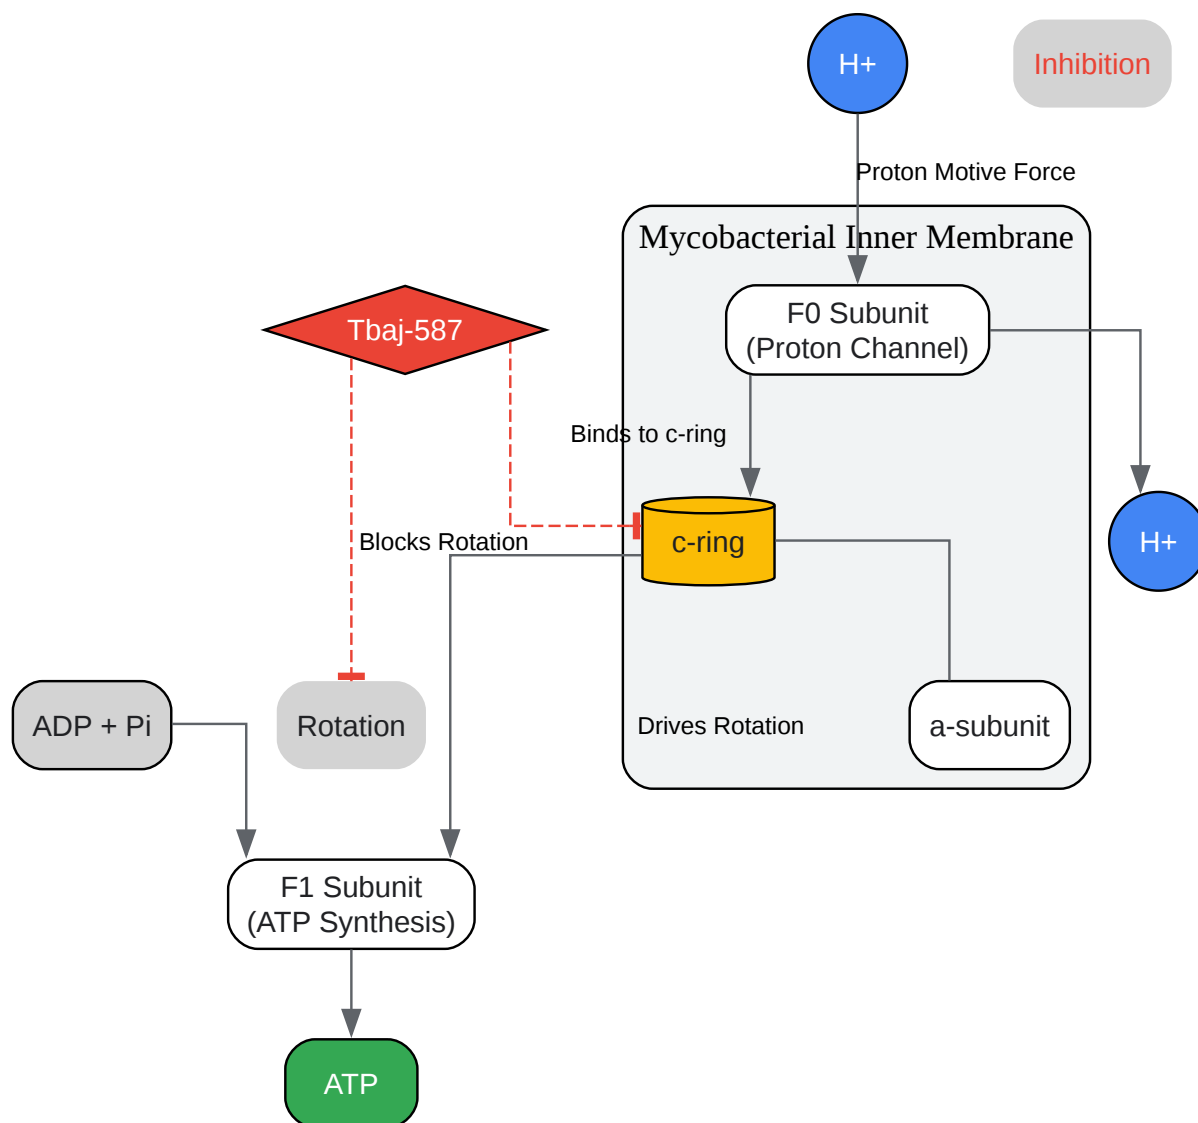 H+
Inhibition
Proton Motive Force
Mycobacterial Inner Membrane
Tbaj-587
F0 Subunit
(Proton Channel)
Binds to c-ring
Blocks Rotation
c-ring
H+
ADP + Pi
Rotation
Drives Rotation
a-subunit
F1 Subunit
(ATP Synthesis)
ATP